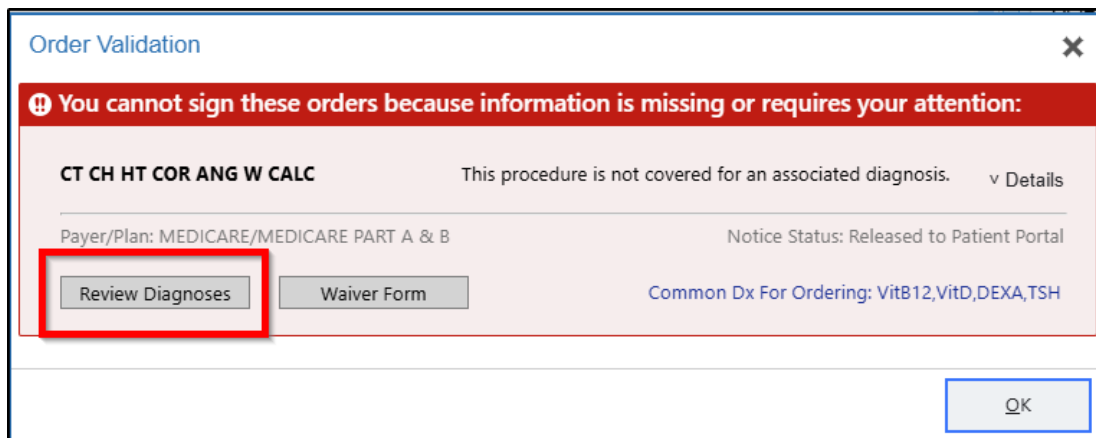 Order Validation
You cannot sign these orders because information is missing or requires your attention:
CT CH HT COR ANG W CALC This procedure is not covered for an associated diagnosis. v Details
Payer/Plan: MEDICARE/MEDICARE PART A & B Notice Status: Released to Patient Portal
Review Diagnoses Waiver Form Common Dx For Ordering: VitB12,VitD,DEXA,TSH
OK